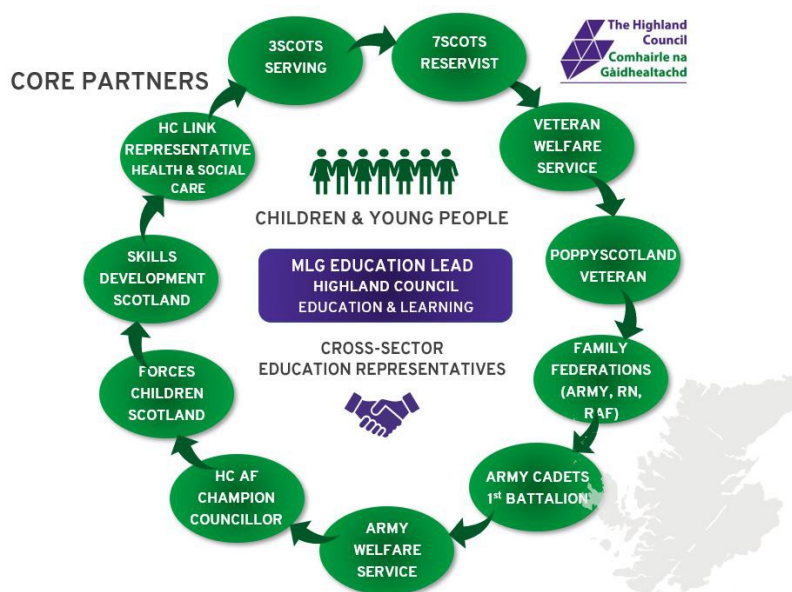 CORE PARTNERS
The Highland
Council
Comhairle na
Gàidhealtachd
3SCOTS
SERVING
7SCOTS
RESERVIST
VETERAN
WELFARE
SERVICE
POPPYSCOTLAND
VETERAN
FAMILY
FEDERATIONS
(ARMY, RN,
RAF)
ARMY CADETS
1st BATTALION
ARMY
WELFARE
SERVICE
HC AF
CHAMPION
COUNCILLOR
FORCES
CHILDREN
SCOTLAND
SKILLS
DEVELOPMENT
SCOTLAND
HC LINK
REPRESENTATIVE
HEALTH & SOCIAL
CARE
CHILDREN & YOUNG PEOPLE
MLG EDUCATION LEAD
HIGHLAND COUNCIL
EDUCATION & LEARNING
CROSS-SECTOR
EDUCATION REPRESENTATIVES